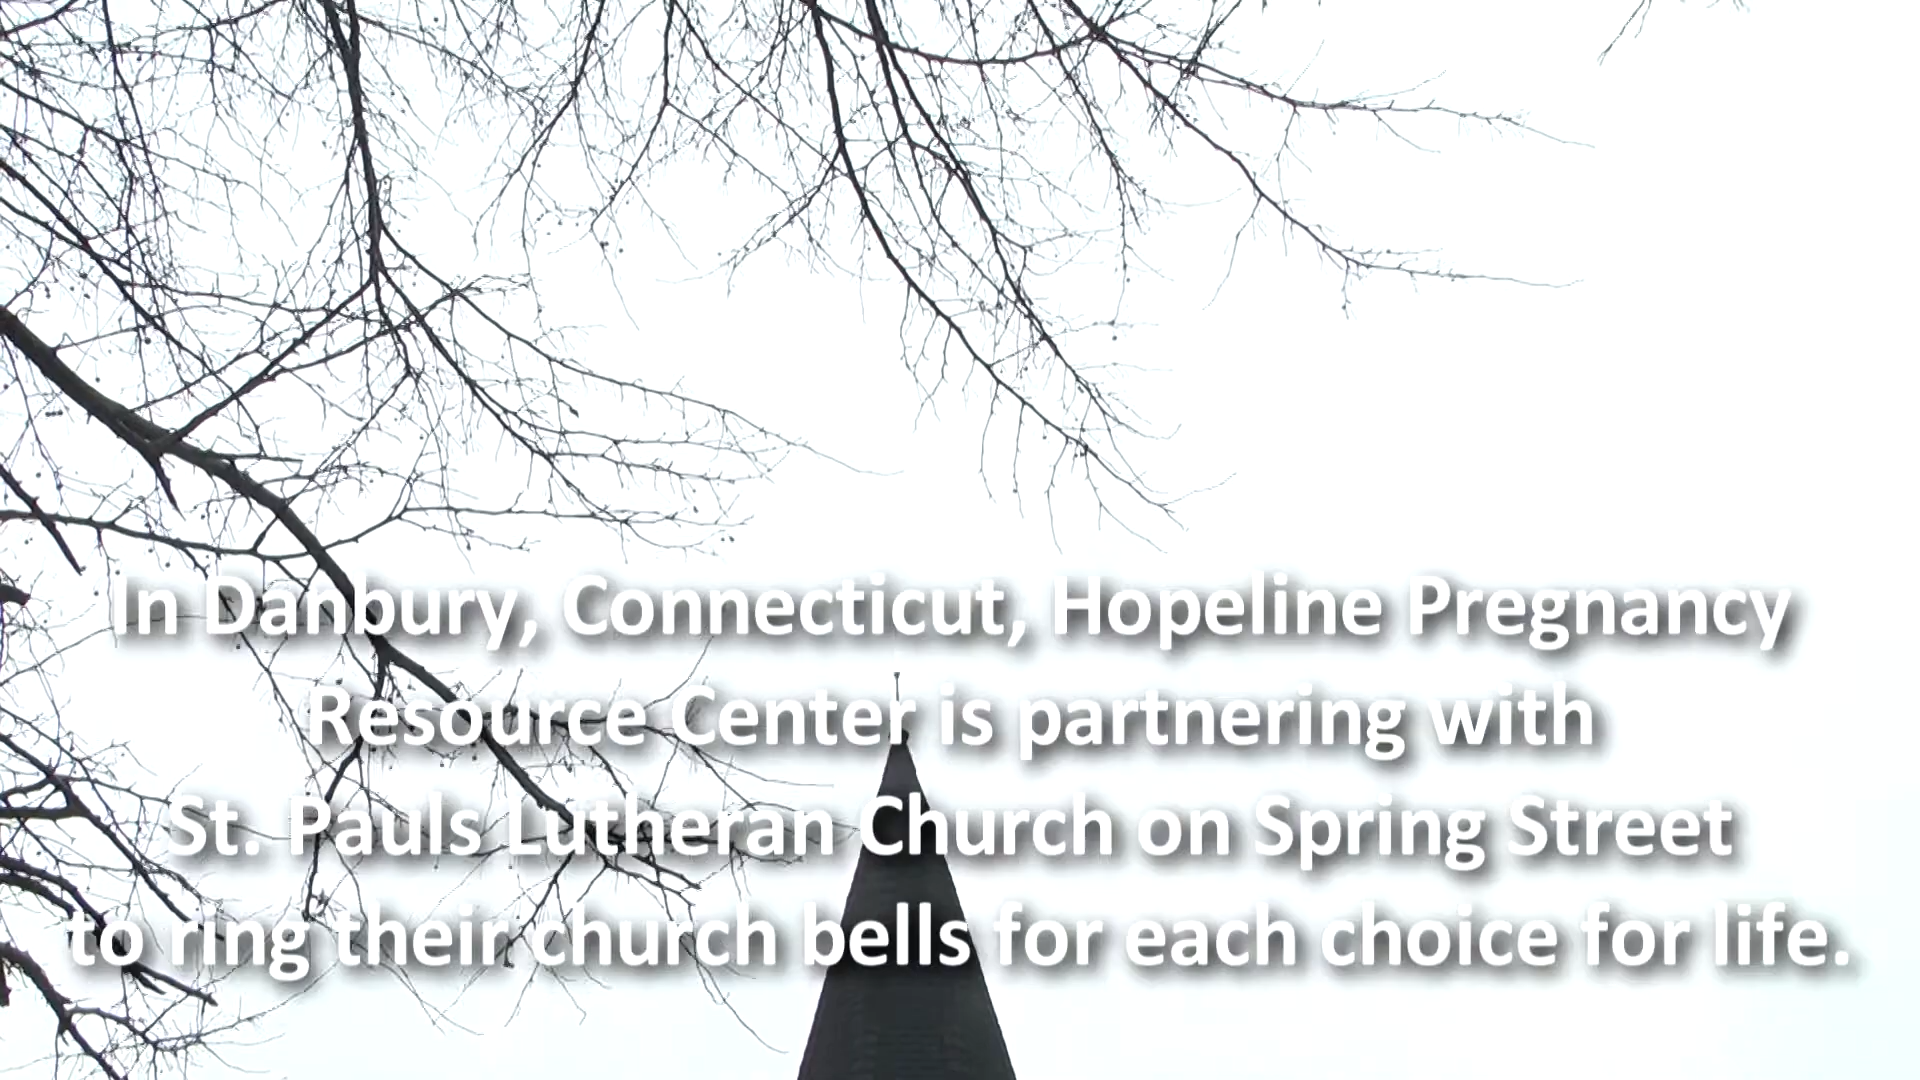 In Danbury, Connecticut, Hopeline Pregnancy
Resource Center is partnering with
St. Pauls Lutheran Church on Spring Street
to ring their church bells for each choice for life.